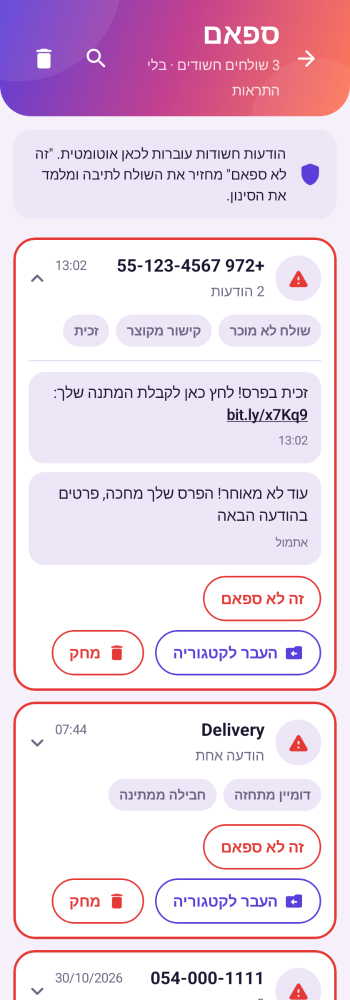 ספאם
3 שולחים חשודים · בלי
התראות
הודעות חשודות עוברות לכאן אוטומטית. "זה
לא ספאם" מחזיר את השולח לתיבה ומלמד
את הסינון.
+972 55-123-4567
13:02
2 הודעות
שולח לא מוכר
קישור מקוצר
זכית
זכית בפרס! לחץ כאן לקבלת המתנה שלך:
bit.ly/x7Kq9
13:02
עוד לא מאוחר! הפרס שלך מחכה, פרטים
בהודעה הבאה
אתמול
זה לא ספאם
העבר לקטגוריה
מחק
Delivery
07:44
הודעה אחת
דומיין מתחזה
חבילה ממתינה
זה לא ספאם
העבר לקטגוריה
מחק
054-000-1111
30/10/2026